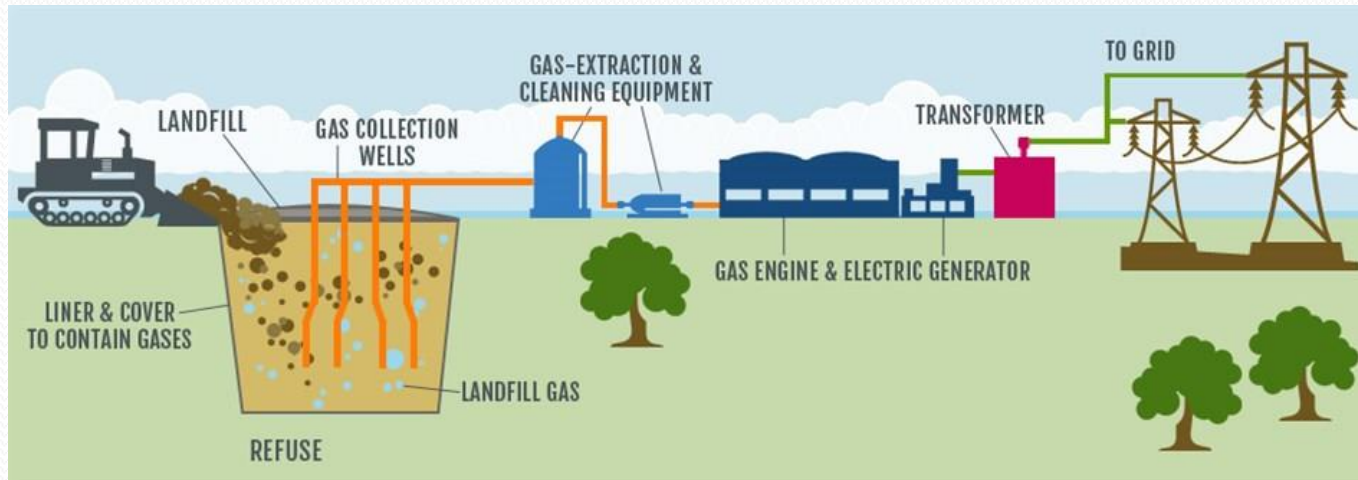 LANDFILL
GAS COLLECTION
WELLS
GAS-EXTRACTION &
CLEANING EQUIPMENT
TRANSFORMER
TO GRID
GAS ENGINE & ELECTRIC GENERATOR
LINER & COVER
TO CONTAIN GASES
LANDFILL GAS
REFUSE